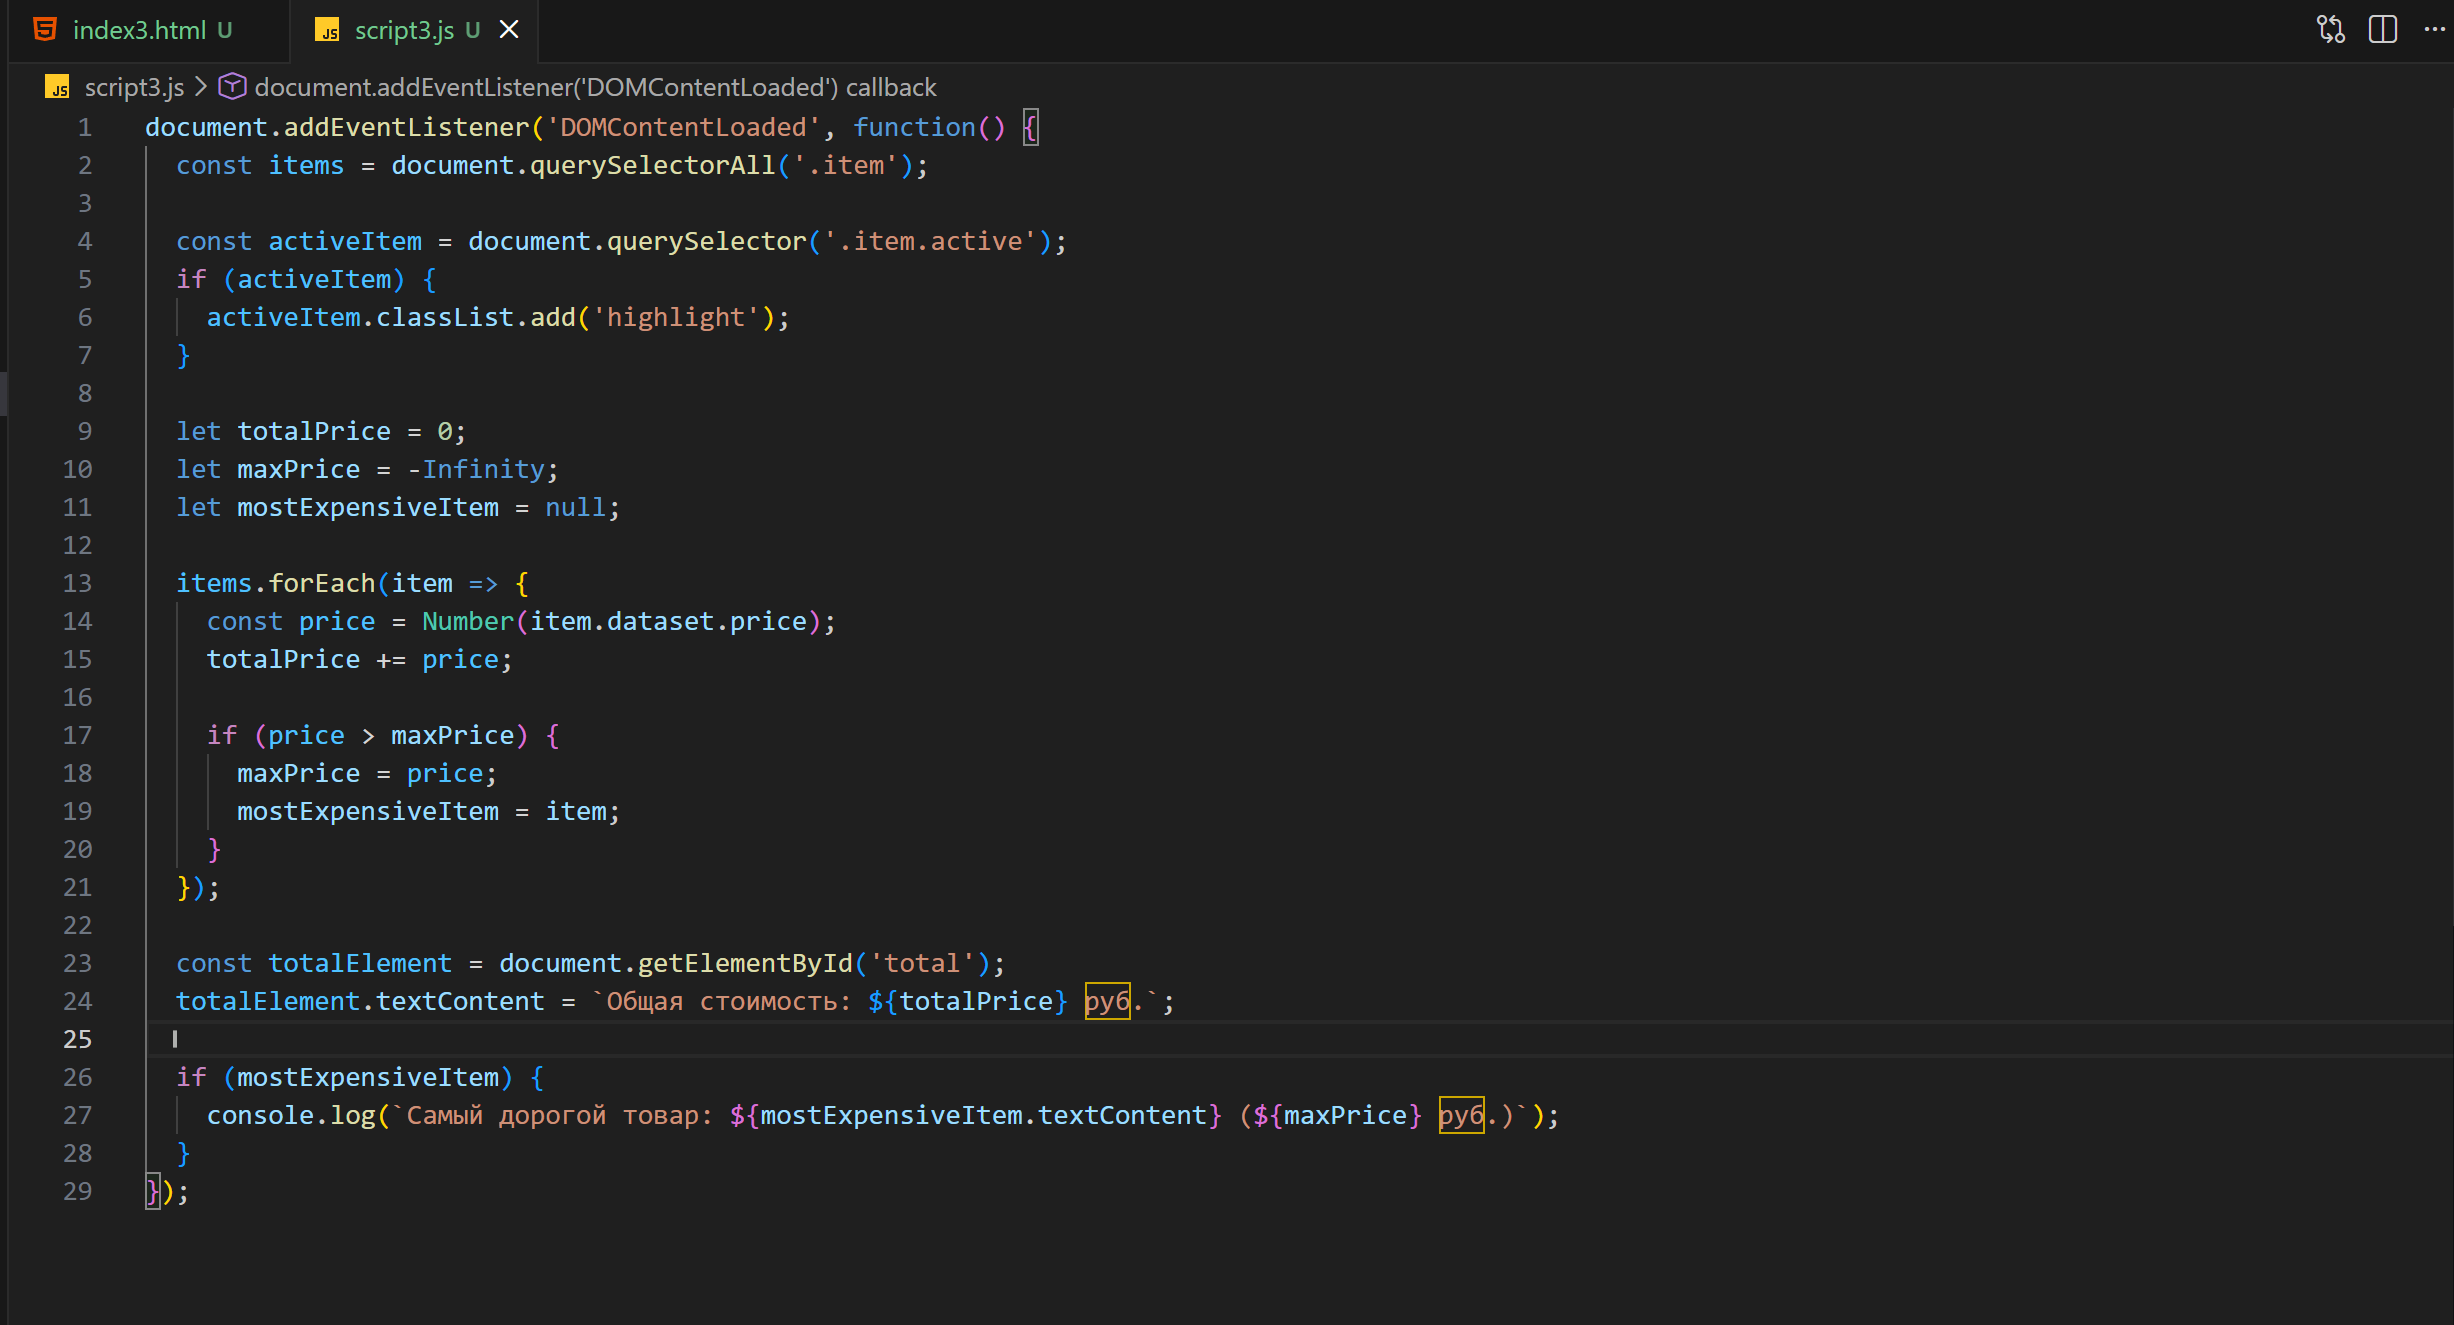 index3.html U
script3.js U
script3.js > document.addEventListener('DOMContentLoaded') callback
1 document.addEventListener('DOMContentLoaded', function() {
2   const items = document.querySelectorAll('.item');
3
4   const activeItem = document.querySelector('.item.active');
5   if (activeItem) {
6     activeItem.classList.add('highlight');
7   }
8
9   let totalPrice = 0;
10   let maxPrice = -Infinity;
11   let mostExpensiveItem = null;
12
13   items.forEach(item => {
14     const price = Number(item.dataset.price);
15     totalPrice += price;
16
17     if (price > maxPrice) {
18       maxPrice = price;
19       mostExpensiveItem = item;
20     }
21   });
22
23   const totalElement = document.getElementById('total');
24   totalElement.textContent = `Общая стоимость: ${totalPrice} руб.`;
25
26   if (mostExpensiveItem) {
27     console.log(`Самый дорогой товар: ${mostExpensiveItem.textContent} (${maxPrice} руб.)`);
28   }
29 });